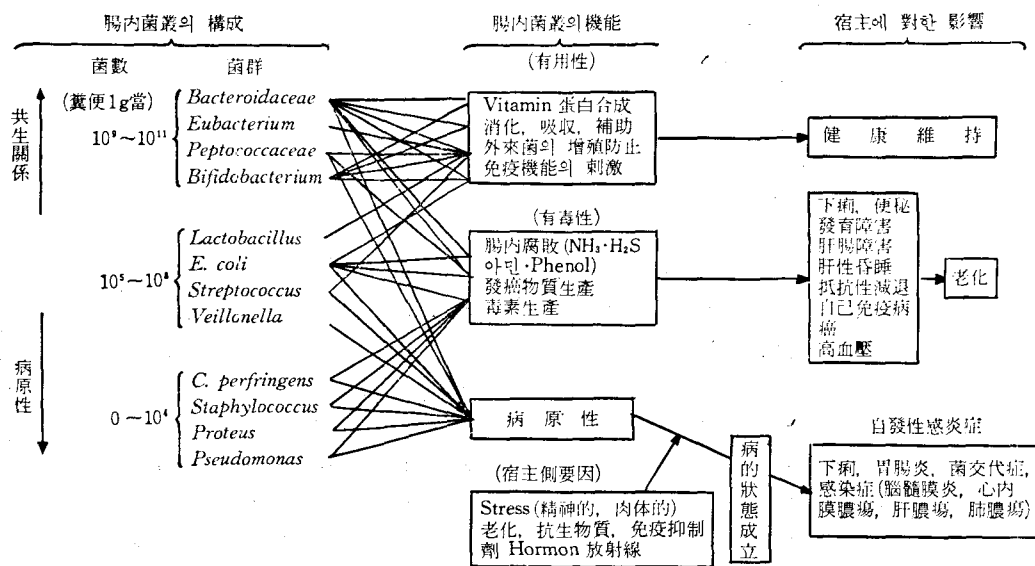 腸內菌叢의 構成
腸內菌叢의機能
宿主에 對한 影響
菌數
菌群
(有用性)
(糞便1g當)
共生關係
10⁹~10¹¹
Bacteroidaceae
Eubacterium
Peptococcaceae
Bifidobacterium
Vitamin 蛋白合成
消化, 吸収, 補助
外來菌의 增殖防止
免疫機能의 刺激
健康維持
(有毒性)
10⁵~10⁸
Lactobacillus
E. coli
Streptococcus
Veillonella
腸內腐敗(NH₃·H₂S
아민·Phenol)
發癌物質生產
毒素生產
下痢, 便秘
發育障害
肝腸障害
肝性昏睡
抵抗性減退
自己免疫病
癌
高血壓
老化
病原性
0~10⁴
C. perfringens
Staphylococcus
Proteus
Pseudomonas
病原性
(宿主側要因)
Stress(精神的, 肉体的)
老化, 抗生物質, 免疫抑制
劑 Hormon 放射線
病的狀態成立
自發性感炎症
下痢, 胃腸炎, 菌交代症,
感染症(腦髓膜炎, 心内
膜膿瘍, 肝膿瘍, 肺膿瘍)